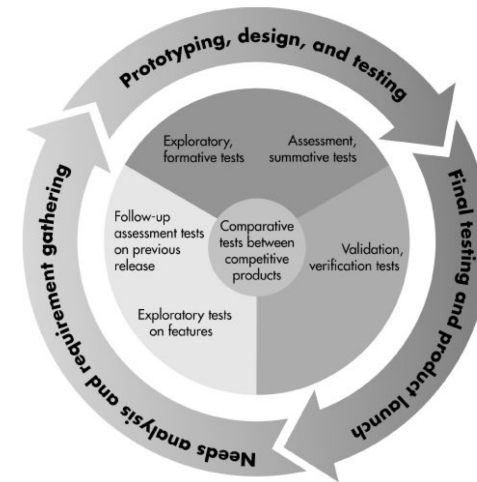 Prototyping, design, and testing
Exploratory,
formative tests
Assessment,
summative tests
Final testing and product launch
Follow-up
assessment tests
on previous
release
Comparative
tests between
competitive
products
Validation,
verification tests
Exploratory tests
on features
Needs analysis and requirement gathering